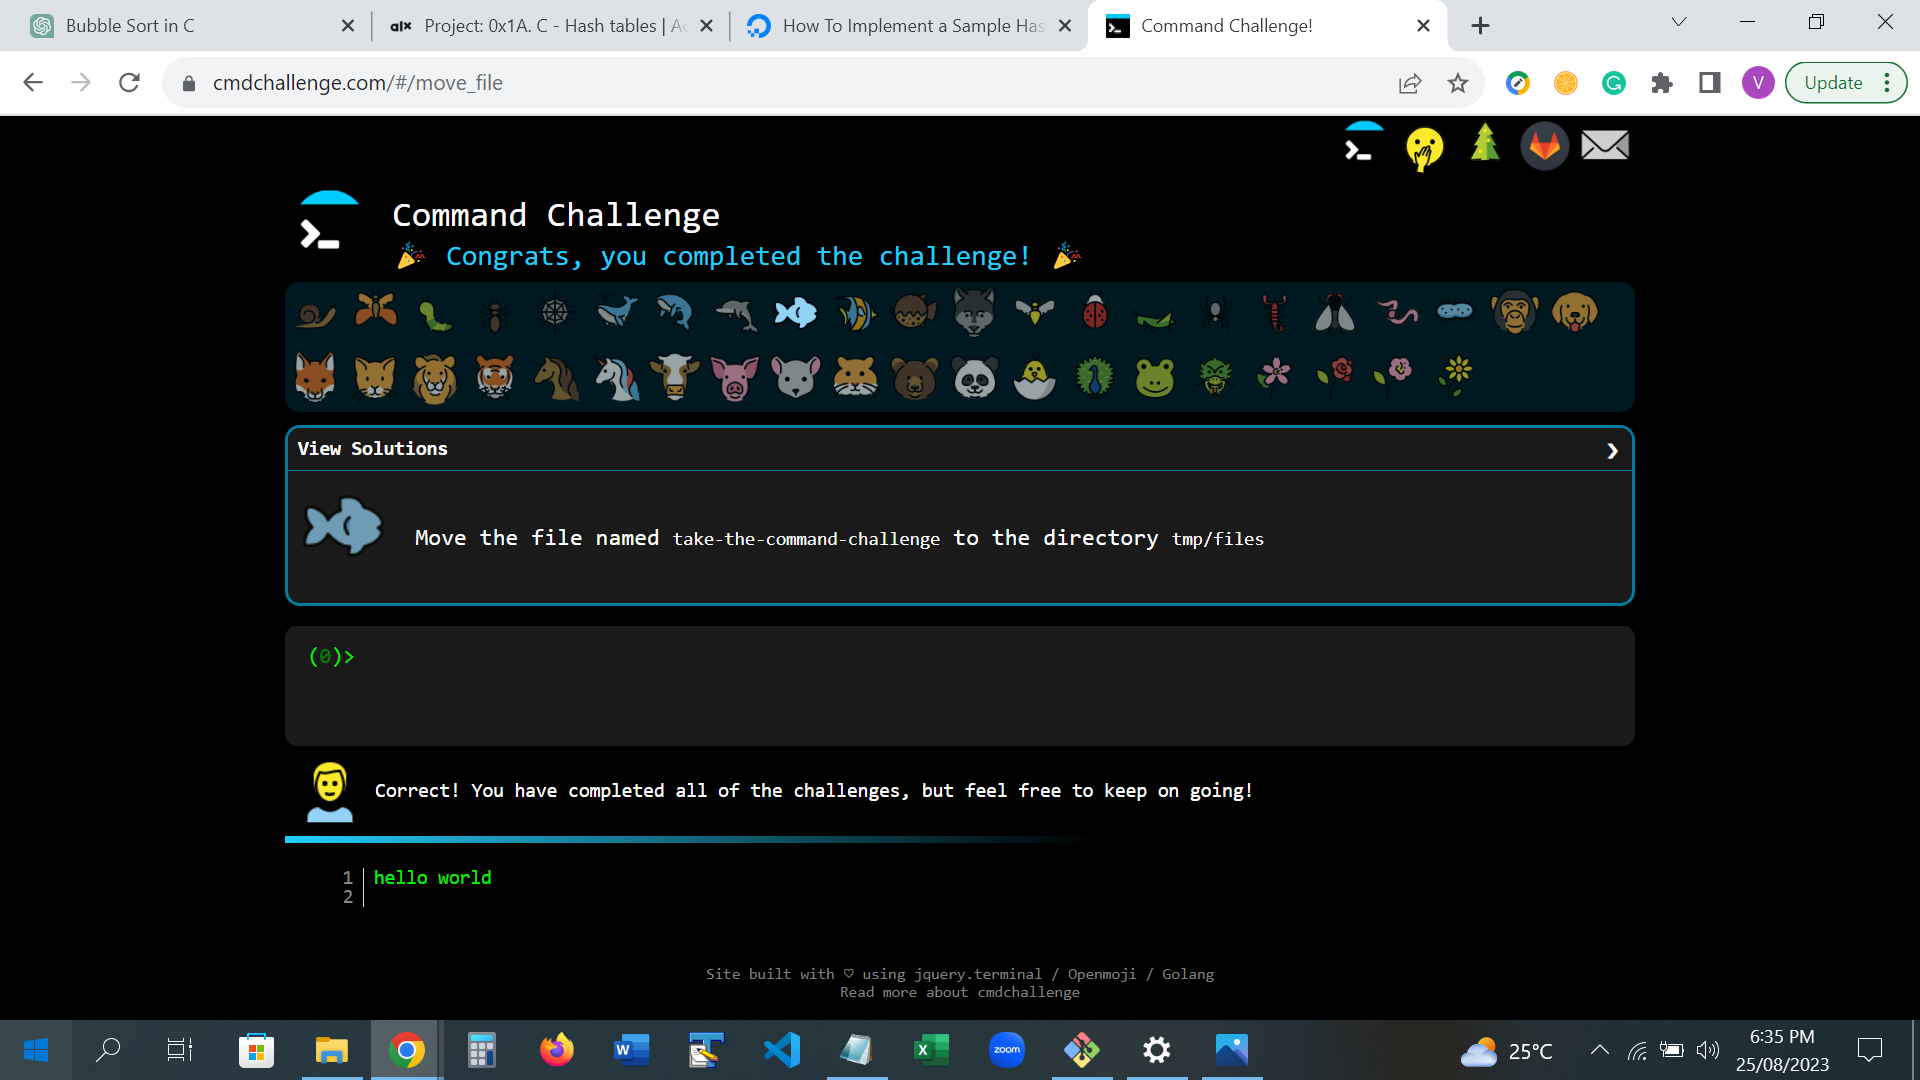 Bubble Sort in C
alx Project: 0x1A. C - Hash tables | A
How To Implement a Sample Has
Command Challenge!
cmdchallenge.com/#/move_file
V
Update
Command Challenge
Congrats, you completed the challenge!
View Solutions
Move the file named take-the-command-challenge to the directory tmp/files
(0)>
Correct! You have completed all of the challenges, but feel free to keep on going!
1 hello world
2
Site built with ♡ using jquery.terminal / Openmoji / Golang
Read more about cmdchallenge
W
T
X
zoom
25°C
6:35 PM
25/08/2023